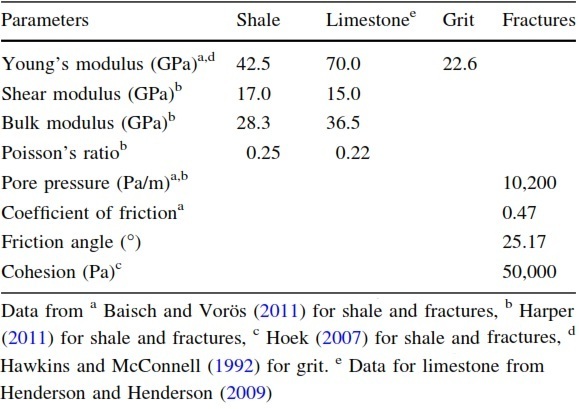 Parameters Shale Limestoneᵉ Grit Fractures
Young's modulus (GPa)ᵃ,ᵈ 42.5 70.0 22.6
Shear modulus (GPa)ᵇ 17.0 15.0
Bulk modulus (GPa)ᵇ 28.3 36.5
Poisson's ratioᵇ 0.25 0.22
Pore pressure (Pa/m)ᵃ,ᵇ 10,200
Coefficient of frictionᵃ 0.47
Friction angle (°) 25.17
Cohesion (Pa)ᶜ 50,000
Data from ᵃ Baisch and Vorös (2011) for shale and fractures, ᵇ Harper
(2011) for shale and fractures, ᶜ Hoek (2007) for shale and fractures, ᵈ
Hawkins and McConnell (1992) for grit. ᵉ Data for limestone from
Henderson and Henderson (2009)